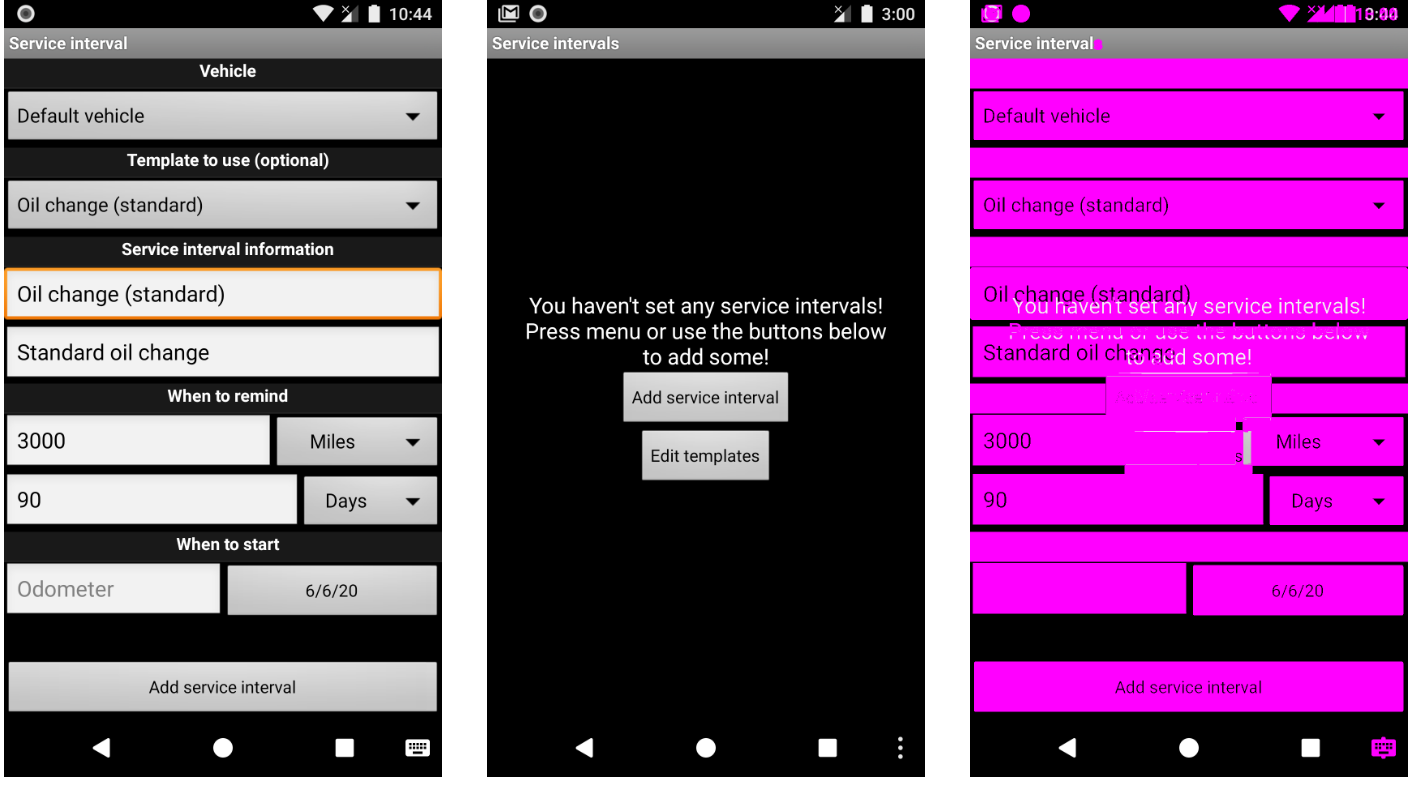 10:44
Service interval
Vehicle
Default vehicle
Template to use (optional)
Oil change (standard)
Service interval information
Oil change (standard)
Standard oil change
When to remind
3000 Miles
90 Days
When to start
Odometer 6/6/20
Add service interval
3:00
Service intervals
You haven't set any service intervals!
Press menu or use the buttons below
to add some!
Add service interval
Edit templates
Service intervals
Default vehicle
Oil change (standard)
Oil change (standard)
You haven't set any service intervals!
Press menu or use the buttons below
Standard oil change
to add some!
3000 Miles
90 Days
6/6/20
Add service interval